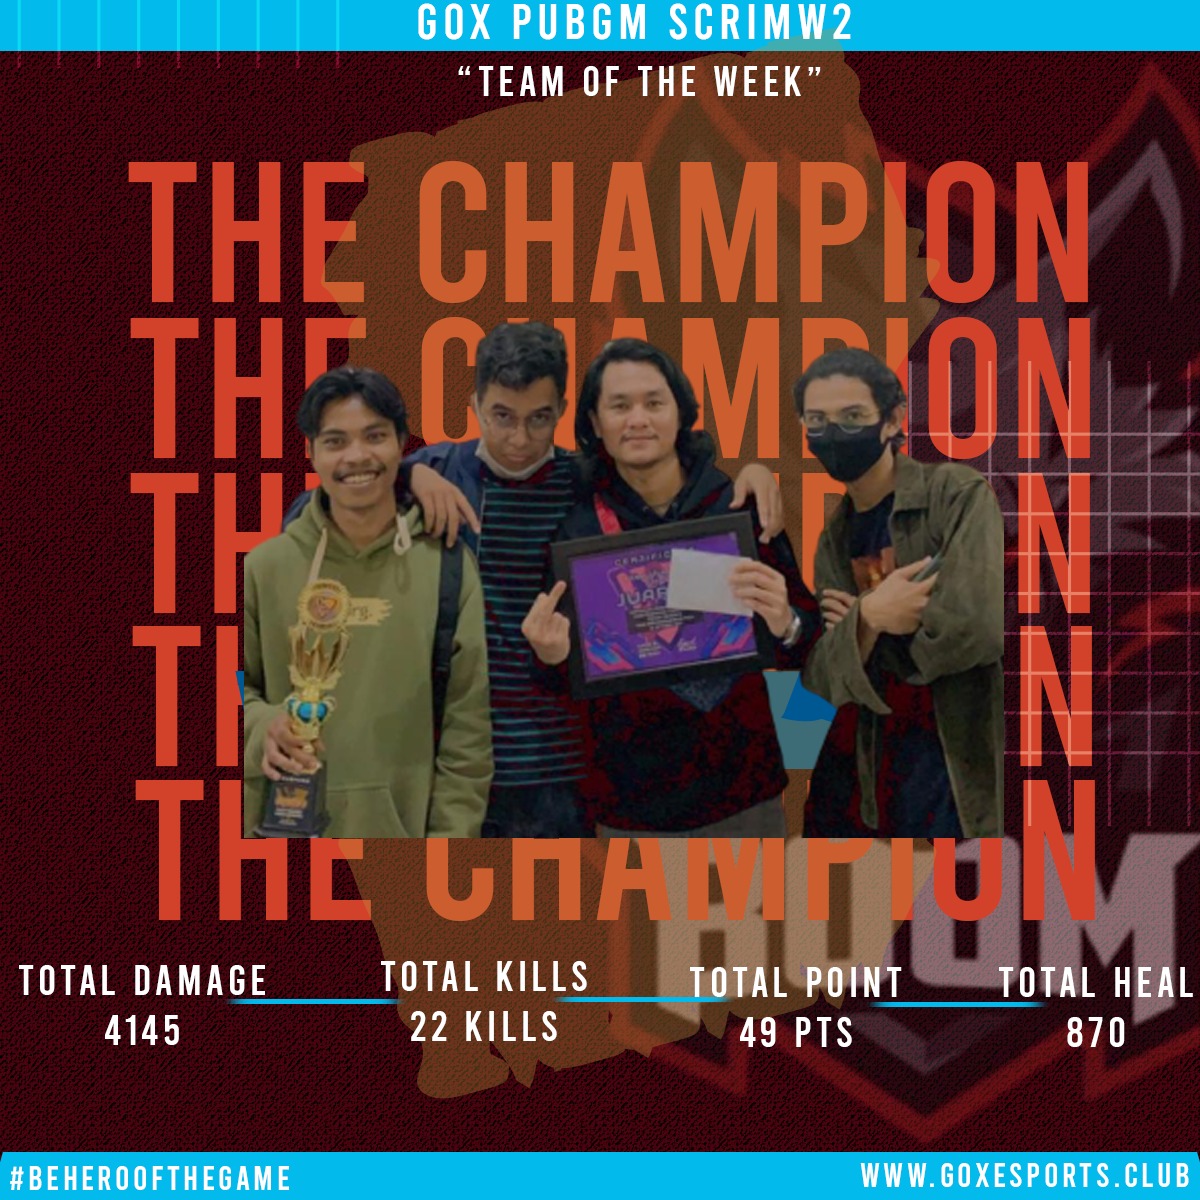 GOX PUBGM SCRIMW2
“TEAM OF THE WEEK”
THE CHAMPION
THE CHAMPION
THE CHAMPION
THE CHAMPION
THE CHAMPION
BOOM
TOTAL DAMAGE
4145
TOTAL KILLS
22 KILLS
TOTAL POINT
49 PTS
TOTAL HEAL
870
#BEHEROOFTHEGAME
WWW.GOXESPORTS.CLUB